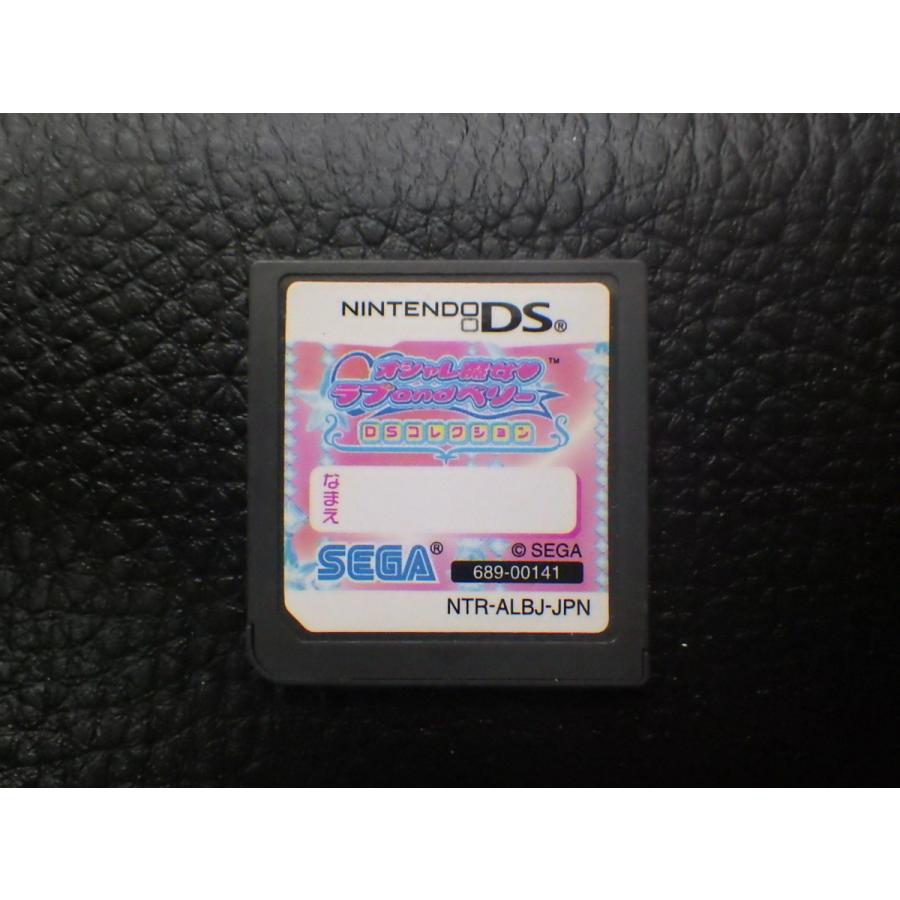 NINTENDO DS®
オシャレ魔女♥™
ラブandベリー
DSコレクション
なまえ
SEGA®
© SEGA
689-00141
NTR-ALBJ-JPN